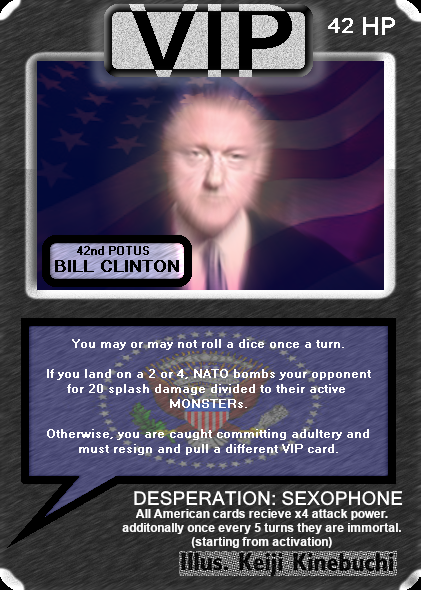 VIP
42 HP
42nd POTUS
BILL CLINTON
You may or may not roll a dice once a turn.
If you land on a 2 or 4, NATO bombs your opponent
for 20 splash damage divided to their active
MONSTERs.
Otherwise, you are caught committing adultery and
must resign and pull a different VIP card.
DESPERATION: SEXOPHONE
All American cards recieve x4 attack power.
additonally once every 5 turns they are immortal.
(starting from activation)
Illus. Keiji Kinebuchi